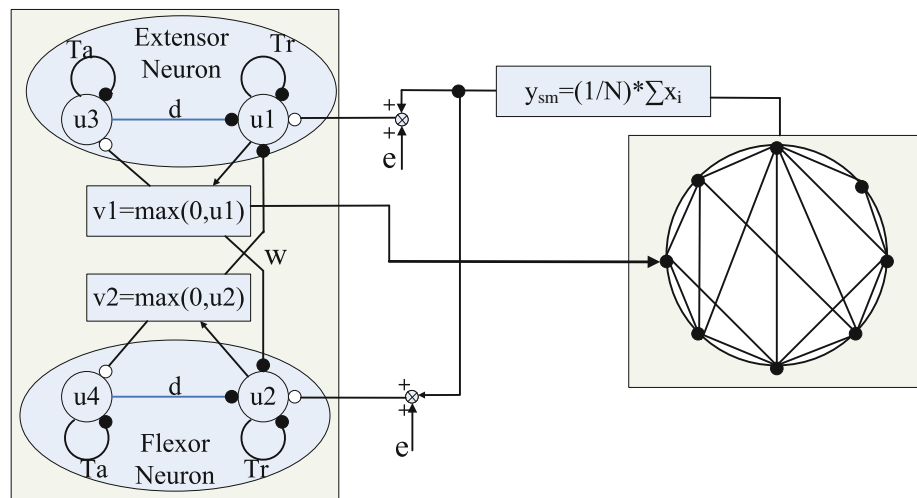 Extensor
Neuron
Ta
Tr
u3
d
u1
+
+
e
y_sm=(1/N)*∑x_i
v1=max(0,u1)
w
v2=max(0,u2)
u4
d
u2
+
+
e
Ta
Flexor
Neuron
Tr